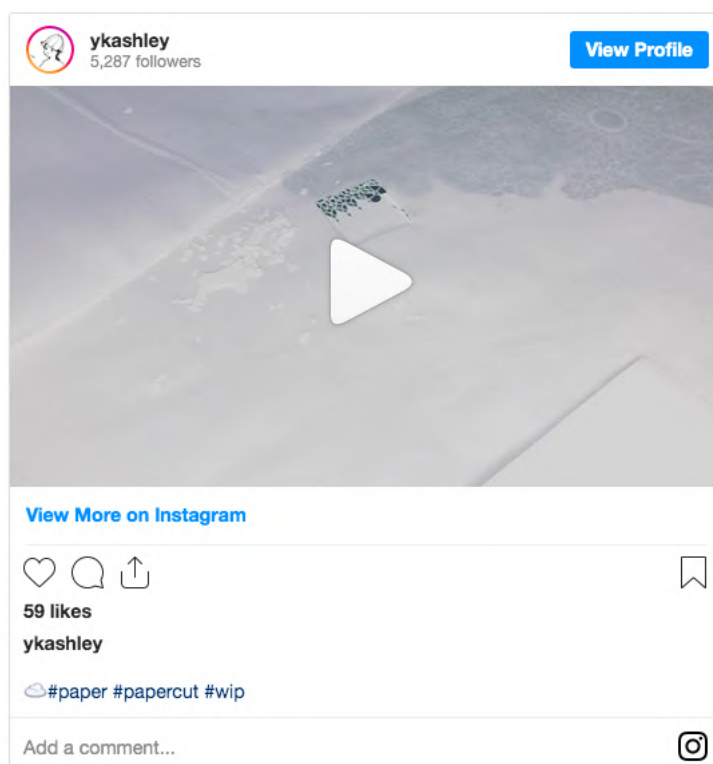 ykashley
5,287 followers
View Profile
View More on Instagram
59 likes
ykashley
☁️#paper #papercut #wip
Add a comment...